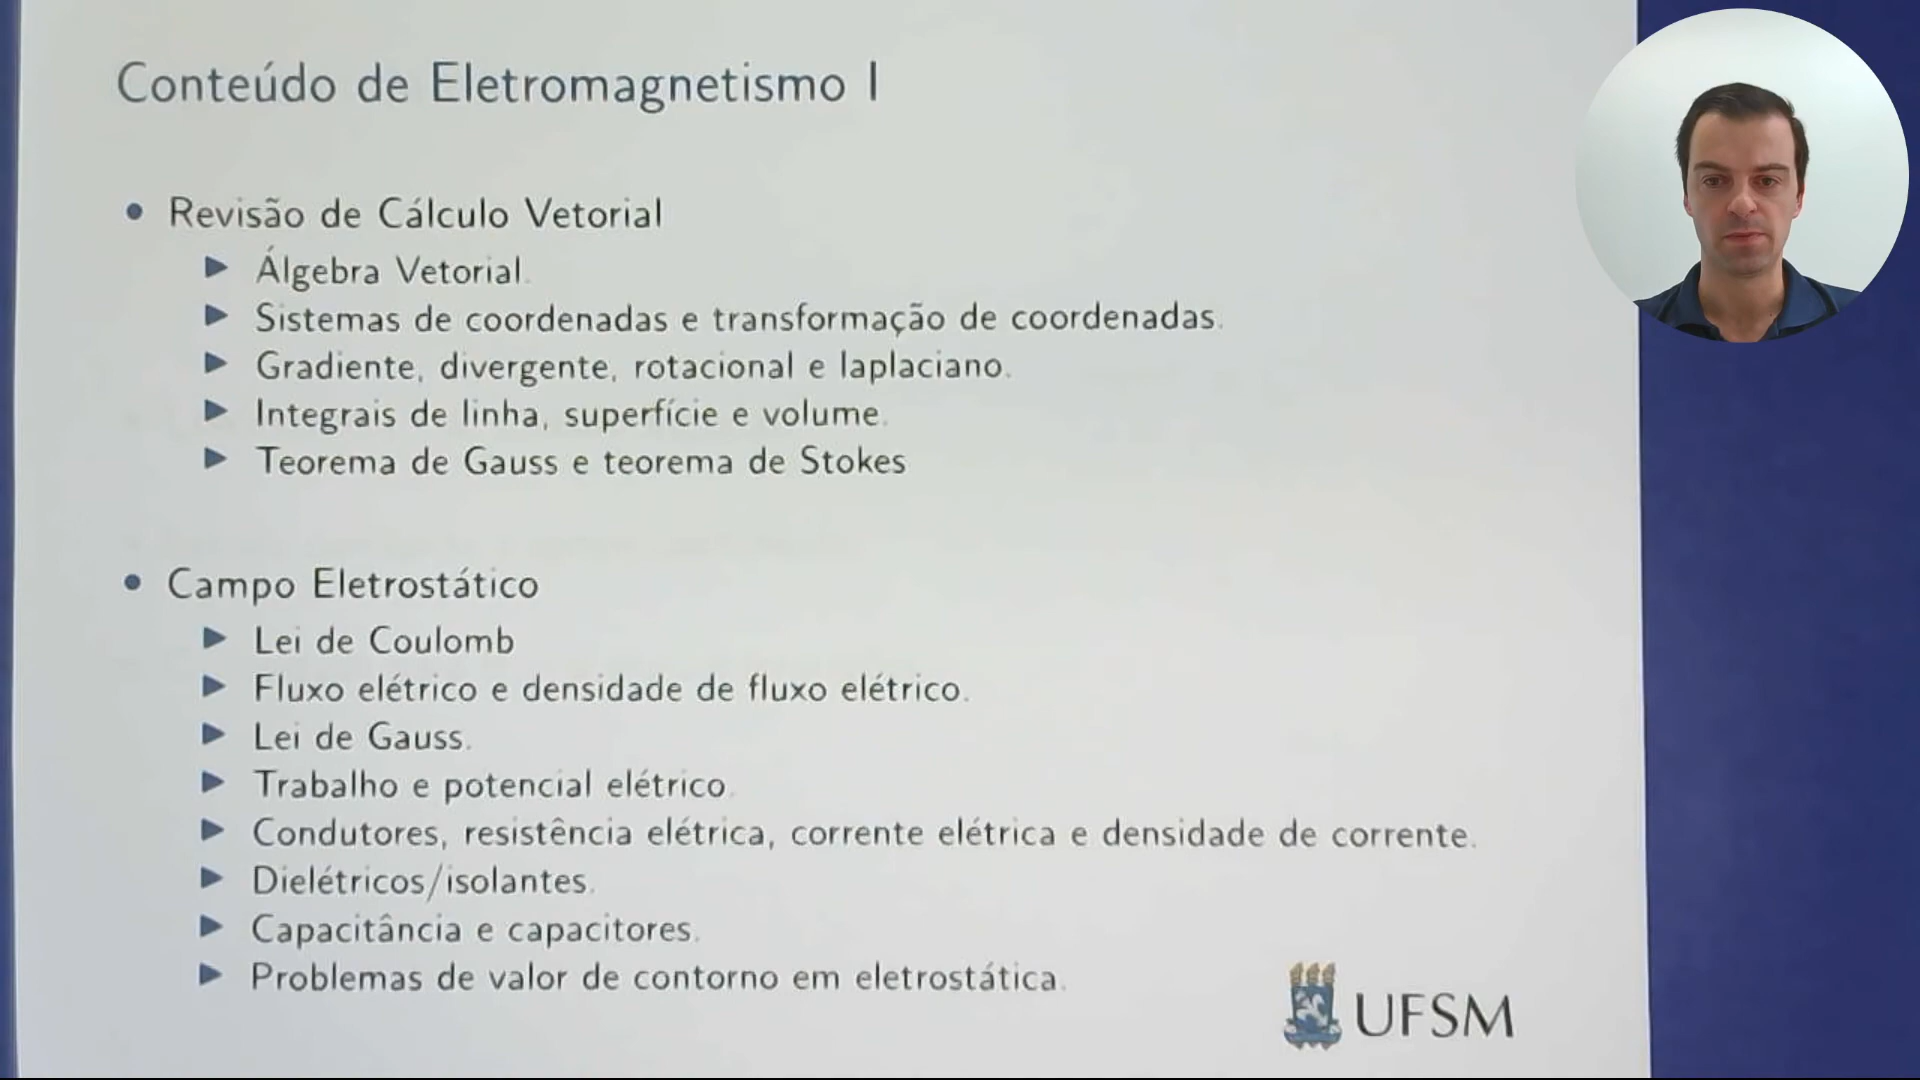 Conteúdo de Eletromagnetismo I
• Revisão de Cálculo Vetorial
▶ Álgebra Vetorial.
▶ Sistemas de coordenadas e transformação de coordenadas.
▶ Gradiente, divergente, rotacional e laplaciano.
▶ Integrais de linha, superfície e volume.
▶ Teorema de Gauss e teorema de Stokes
• Campo Eletrostático
▶ Lei de Coulomb
▶ Fluxo elétrico e densidade de fluxo elétrico.
▶ Lei de Gauss.
▶ Trabalho e potencial elétrico.
▶ Condutores, resistência elétrica, corrente elétrica e densidade de corrente.
▶ Dielétricos/isolantes.
▶ Capacitância e capacitores.
▶ Problemas de valor de contorno em eletrostática.
UFSM